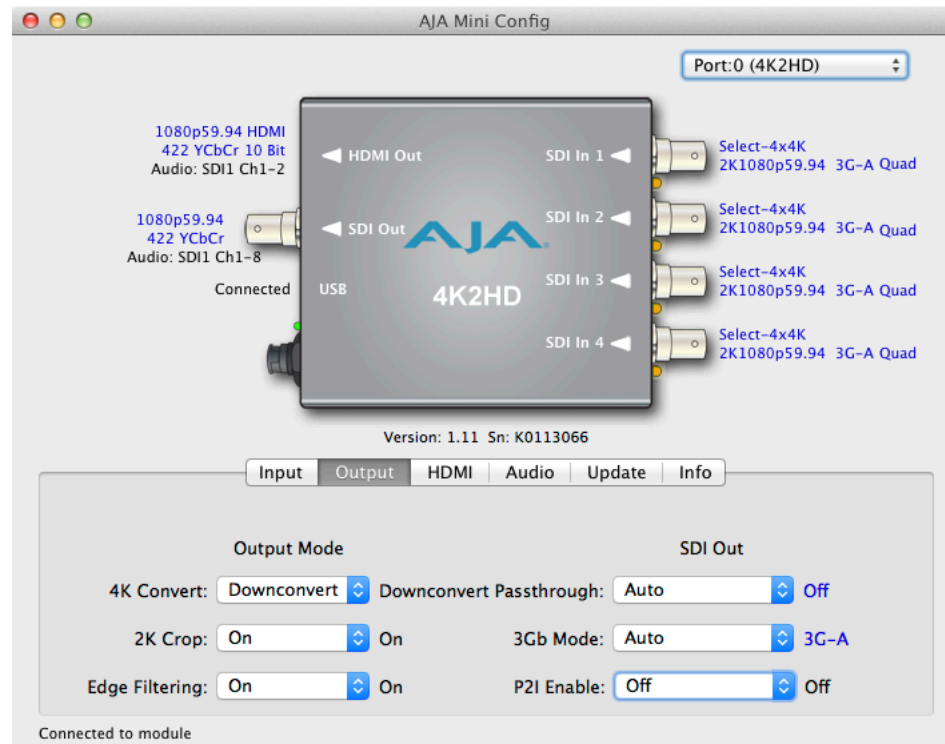 AJA Mini Config
Port:0 (4K2HD)
1080p59.94 HDMI
422 YCbCr 10 Bit
Audio: SDI1 Ch1-2
1080p59.94
422 YCbCr
Audio: SDI1 Ch1-8
Connected
HDMI Out
SDI Out
USB
AJA
4K2HD
SDI In 1
SDI In 2
SDI In 3
SDI In 4
Select-4x4K
2K1080p59.94 3G-A Quad
Select-4x4K
2K1080p59.94 3G-A Quad
Select-4x4K
2K1080p59.94 3G-A Quad
Select-4x4K
2K1080p59.94 3G-A Quad
Version: 1.11 Sn: K0113066
Input Output HDMI Audio Update Info
Output Mode
SDI Out
4K Convert: Downconvert
Downconvert Passthrough: Auto Off
2K Crop: On On
3Gb Mode: Auto 3G-A
Edge Filtering: On On
P2I Enable: Off Off
Connected to module